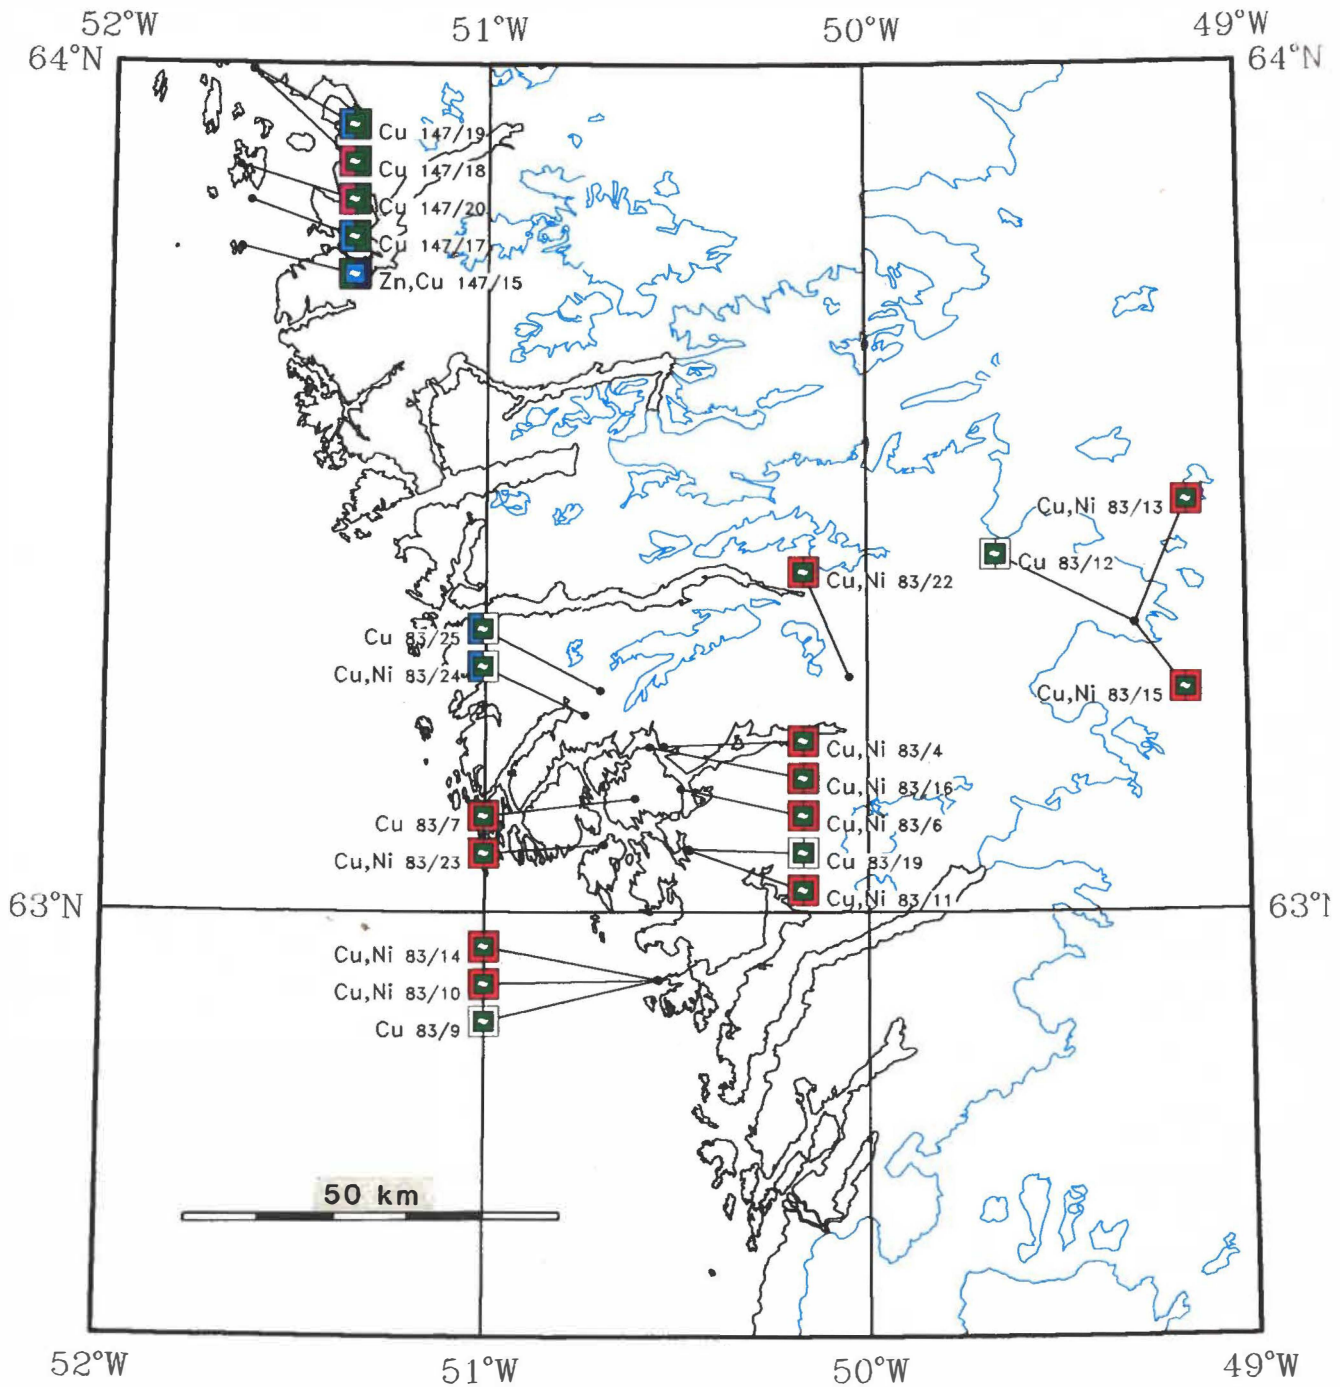 52°W 51°W 50°W 49°W
64°N 64°N
Cu 147/19
Cu 147/18
Cu 147/20
Cu 147/17
Zn,Cu 147/15
Cu,Ni 83/13
Cu 83/12
Cu,Ni 83/22
Cu 83/25
Cu,Ni 83/24
Cu,Ni 83/15
Cu,Ni 83/4
Cu,Ni 83/16
Cu 83/7
Cu,Ni 83/6
Cu,Ni 83/23
Cu 83/19
Cu,Ni 83/11
63°N 63°N
Cu,Ni 83/14
Cu,Ni 83/10
Cu 83/9
50 km
52°W 51°W 50°W 49°W